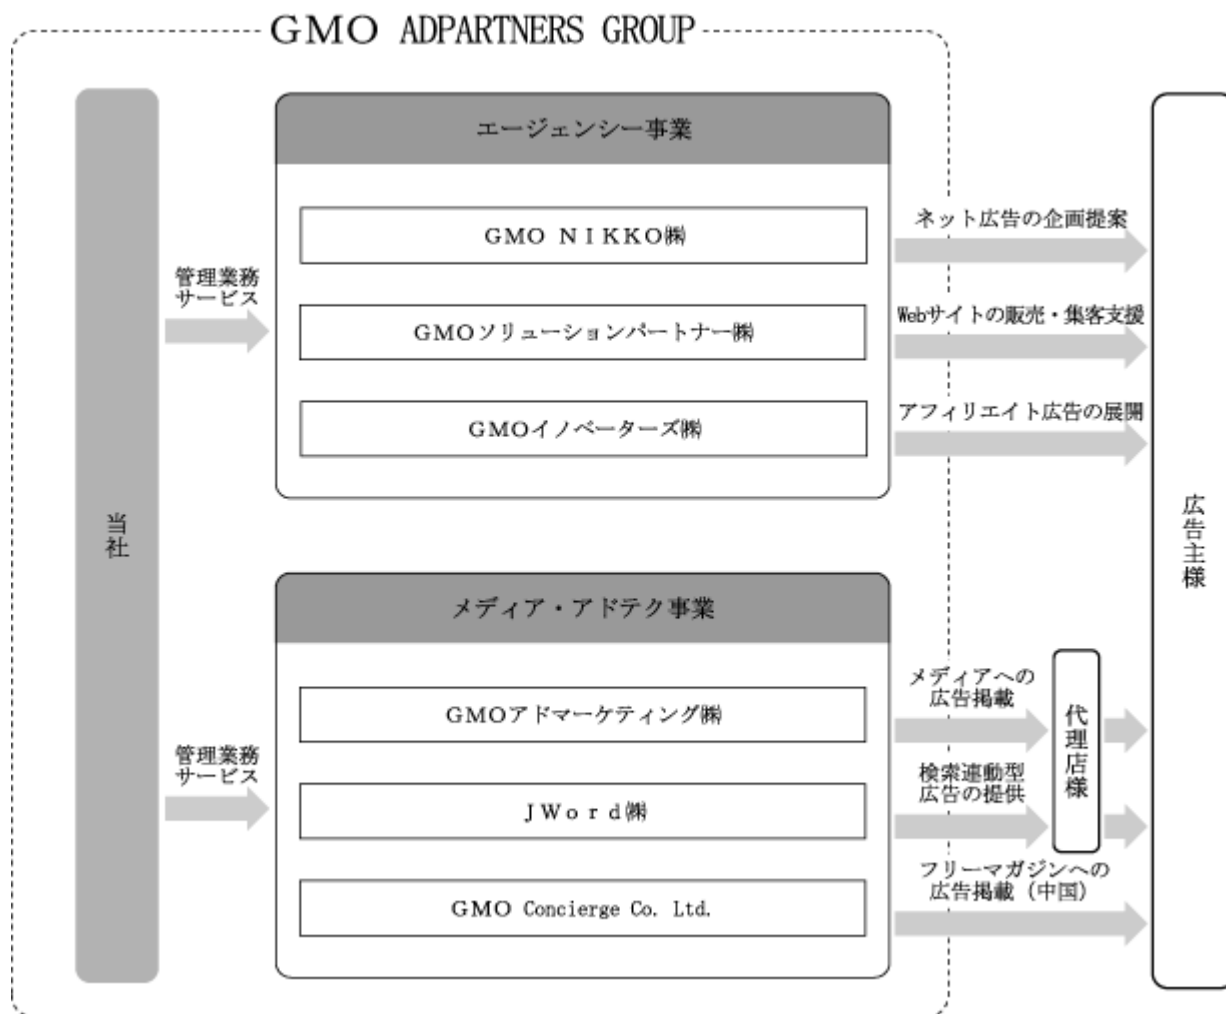 GMO ADPARTNERS GROUP
当社
管理業務
サービス
エージェンシー事業
GMO NIKKO㈱
GMOソリューションパートナー㈱
GMOイノベーターズ㈱
ネット広告の企画提案
Webサイトの販売・集客支援
アフィリエイト広告の展開
管理業務
サービス
メディア・アドテク事業
GMOアドマーケティング㈱
JWord㈱
GMO Concierge Co. Ltd.
メディアへの
広告掲載
検索連動型
広告の提供
フリーマガジンへの
広告掲載（中国）
代理店様
広告主様